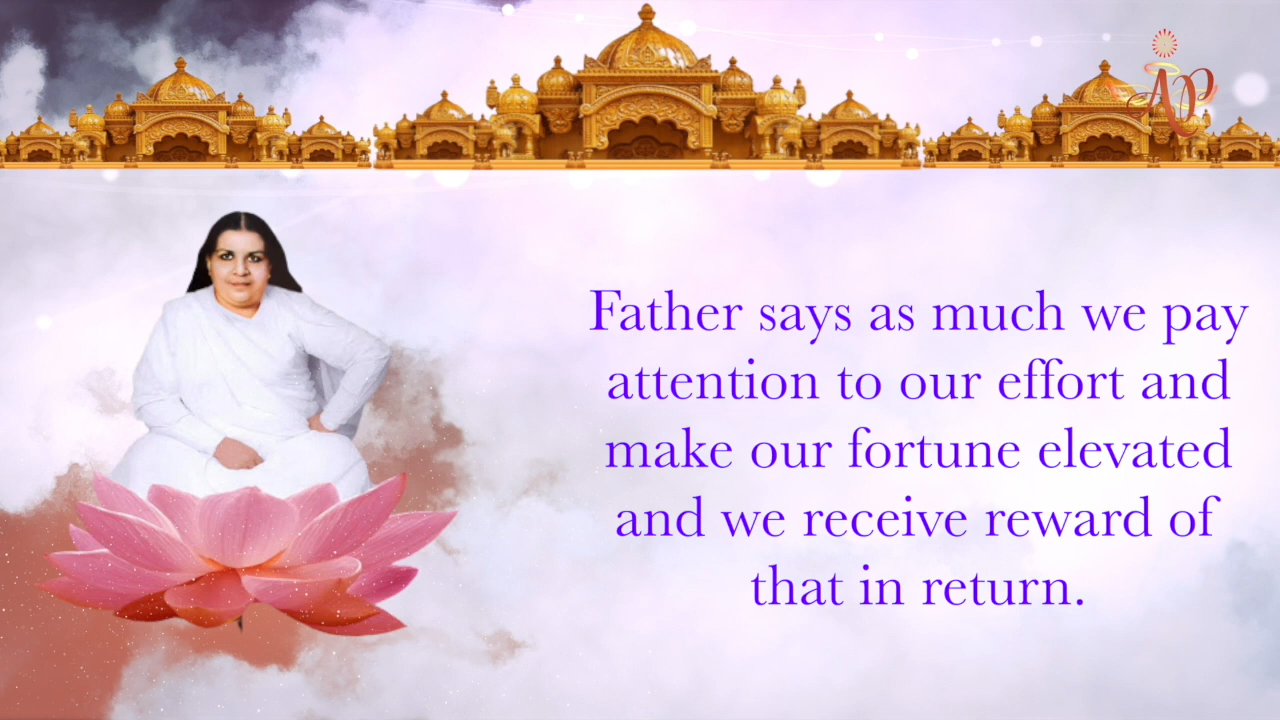 AP
Father says as much we pay
attention to our effort and
make our fortune elevated
and we receive reward of
that in return.